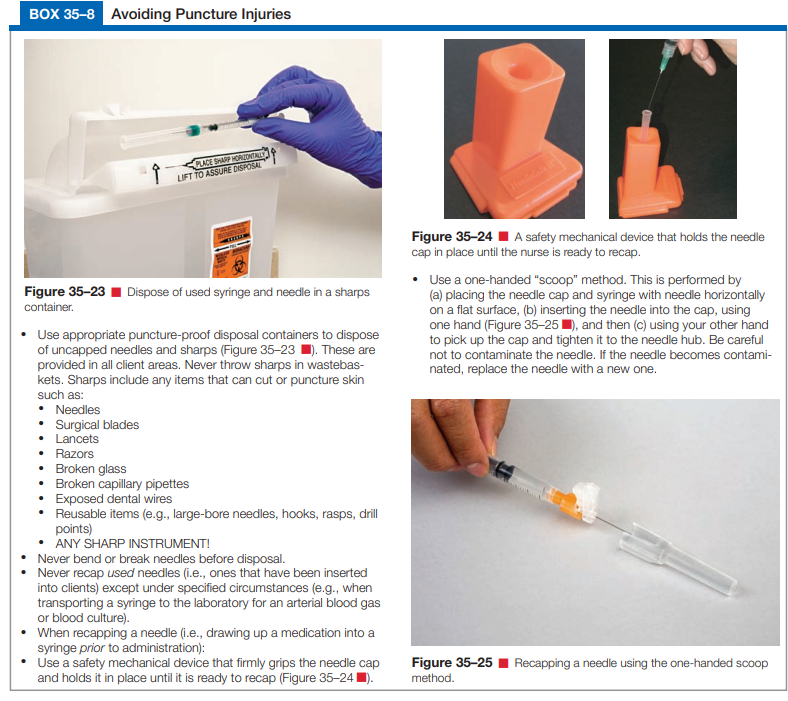 BOX 35–8 Avoiding Puncture Injuries
PLACE SHARP HORIZONTALLY
LIFT TO ASSURE DISPOSAL
Figure 35–23 ■ Dispose of used syringe and needle in a sharps
container.
• Use appropriate puncture-proof disposal containers to dispose
of uncapped needles and sharps (Figure 35–23 ■). These are
provided in all client areas. Never throw sharps in wastebas-
kets. Sharps include any items that can cut or puncture skin
such as:
• Needles
• Surgical blades
• Lancets
• Razors
• Broken glass
• Broken capillary pipettes
• Exposed dental wires
• Reusable items (e.g., large-bore needles, hooks, rasps, drill
points)
• ANY SHARP INSTRUMENT!
• Never bend or break needles before disposal.
• Never recap used needles (i.e., ones that have been inserted
into clients) except under specified circumstances (e.g., when
transporting a syringe to the laboratory for an arterial blood gas
or blood culture).
• When recapping a needle (i.e., drawing up a medication into a
syringe prior to administration):
• Use a safety mechanical device that firmly grips the needle cap
and holds it in place until it is ready to recap (Figure 35–24 ■).
Figure 35–24 ■ A safety mechanical device that holds the needle
cap in place until the nurse is ready to recap.
• Use a one-handed “scoop” method. This is performed by
(a) placing the needle cap and syringe with needle horizontally
on a flat surface, (b) inserting the needle into the cap, using
one hand (Figure 35–25 ■), and then (c) using your other hand
to pick up the cap and tighten it to the needle hub. Be careful
not to contaminate the needle. If the needle becomes contami-
nated, replace the needle with a new one.
Figure 35–25 ■ Recapping a needle using the one-handed scoop
method.